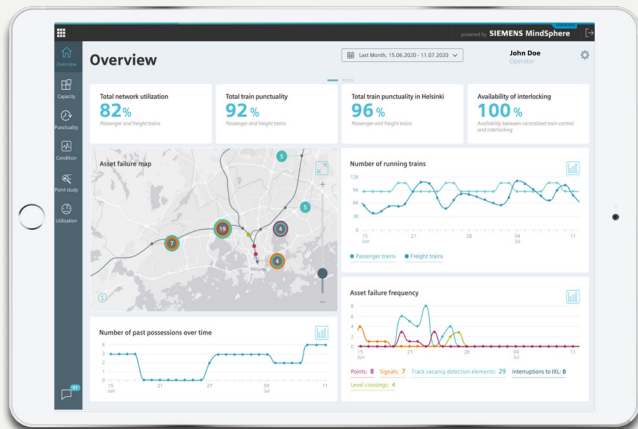 powered by SIEMENS MindSphere
Overview
Capacity
Punctuality
Condition
Point study
Utilization
91
Overview
Last Month, 15.06.2020 - 11.07.2020
John Doe
Operator
Total network utilization
82 %
Passenger and freight trains
Total train punctuality
92 %
Passenger and freight trains
Total train punctuality in Helsinki
96 %
Passenger and freight trains
Availability of interlocking
100 %
Availability between centralized train control
and interlocking
Asset failure map
5
5
19
4
7
4
+
−
Number of running trains
12K
9K
6K
3K
0
15
Jun
21
27
04
Jul
11
Passenger trains
Freight trains
Number of past possessions over time
4
3
2
1
0
15
Jun
21
27
04
Jul
11
Asset failure frequency
8
6
4
2
0
15
Jun
21
28
04
Jul
11
Points: 8 Signals: 7 Track vacancy detection elements: 29 Interruptions to IXL: 0
Level crossings: 4